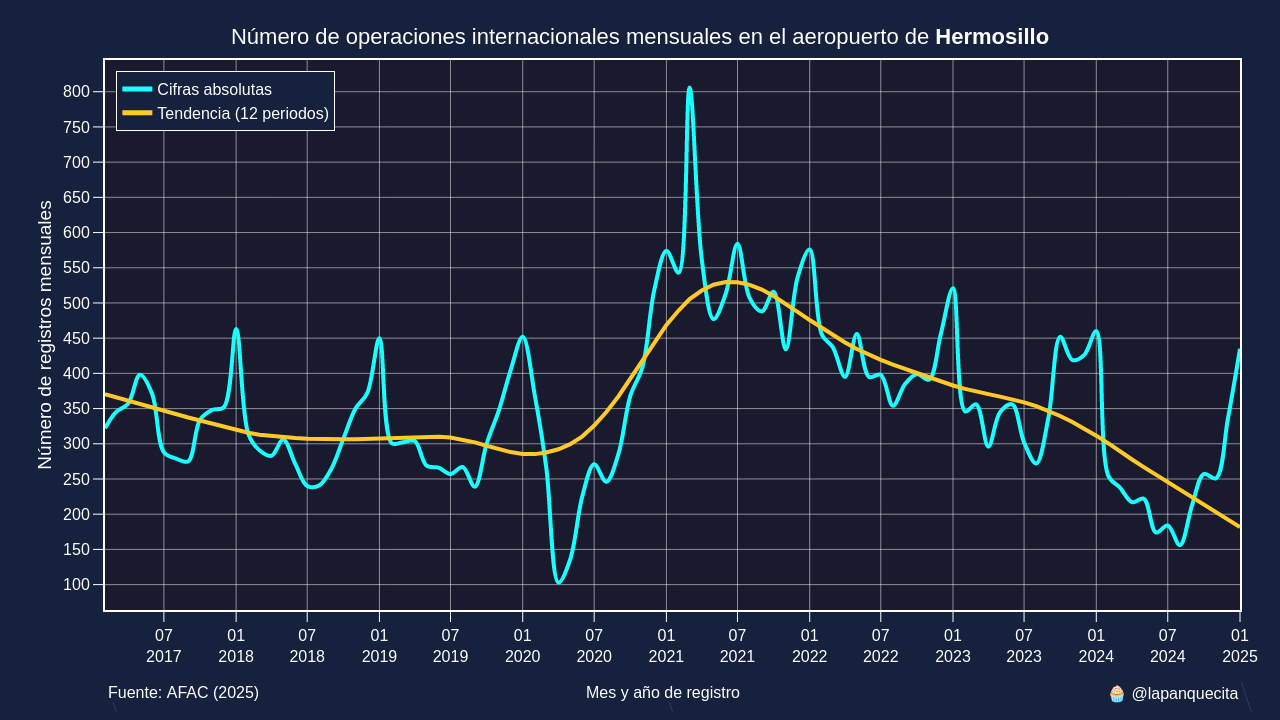 Número de operaciones internacionales mensuales en el aeropuerto de Hermosillo
Cifras absolutas
Tendencia (12 periodos)
Número de registros mensuales
800
750
700
650
600
550
500
450
400
350
300
250
200
150
100
07 01 07 01 07 01 07 01 07 01 07 01 07 01 07 01
2017 2018 2018 2019 2019 2020 2020 2021 2021 2022 2022 2023 2023 2024 2024 2025
Fuente: AFAC (2025) Mes y año de registro 🧁 @lapanquecita